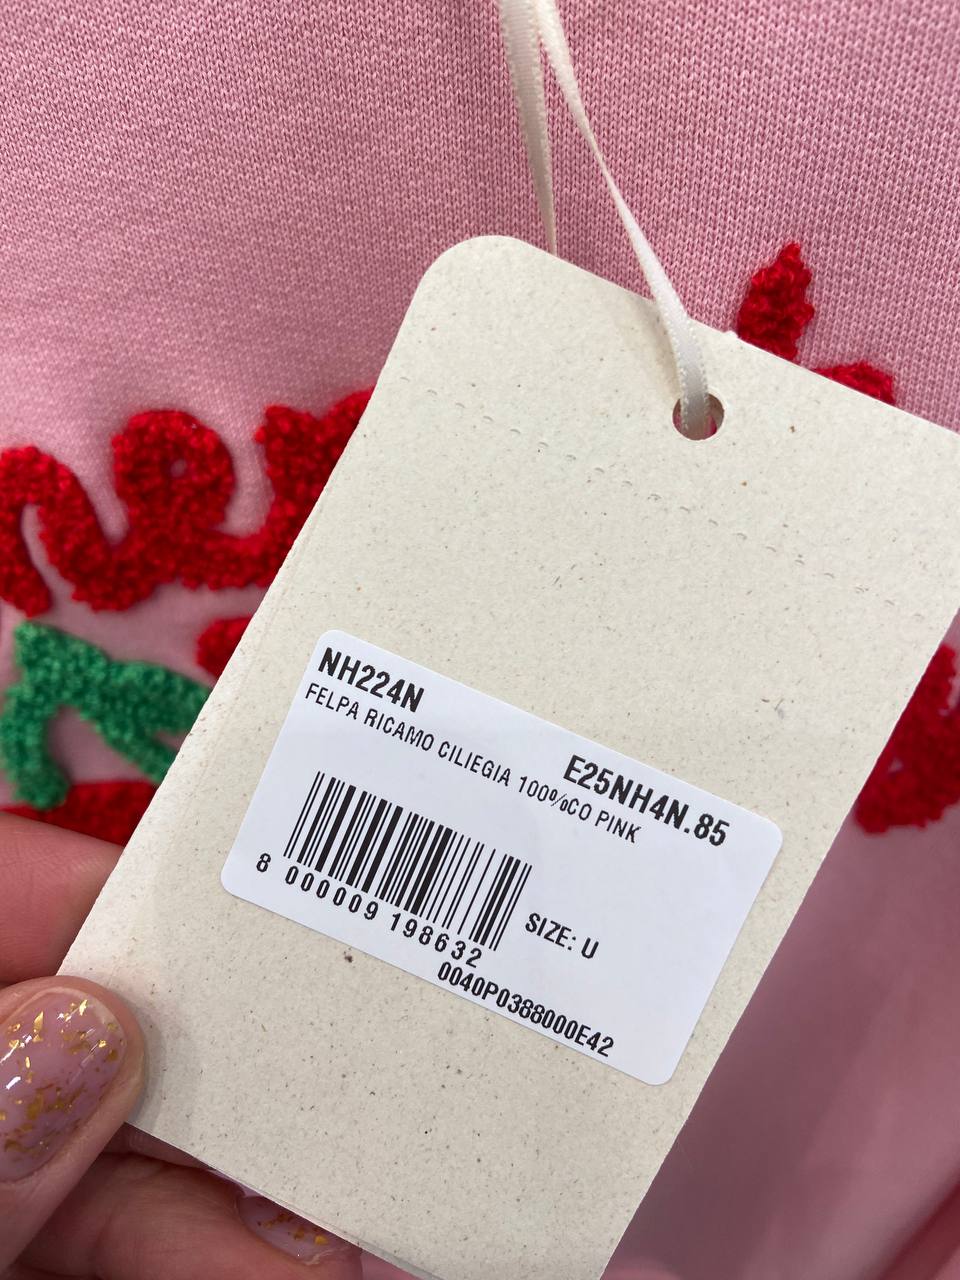 NH224N
E25NH4N.85
FELPA RICAMO CILIEGIA 100%CO PINK
8 000009 198632
SIZE: U
0040P0388000E42